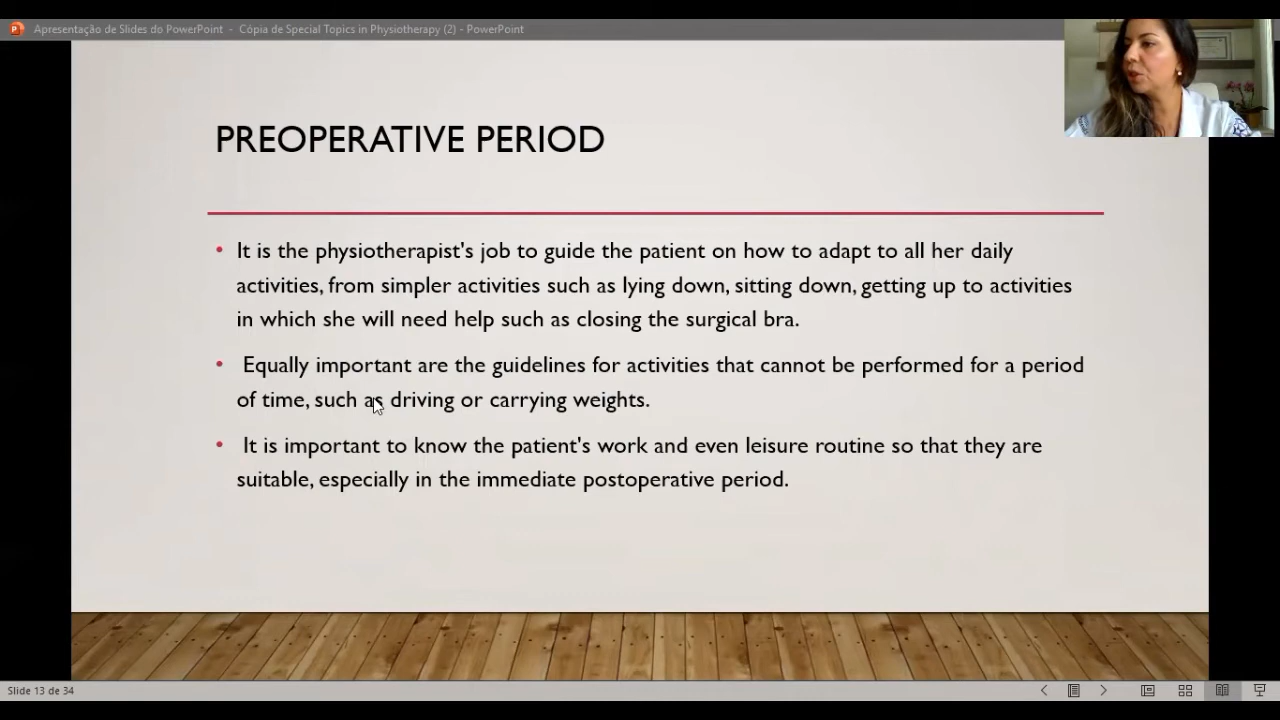 Apresentação de Slides do PowerPoint - Cópia de Special Topics in Physiotherapy (2) - PowerPoint
PREOPERATIVE PERIOD
• It is the physiotherapist's job to guide the patient on how to adapt to all her daily
activities, from simpler activities such as lying down, sitting down, getting up to activities
in which she will need help such as closing the surgical bra.
• Equally important are the guidelines for activities that cannot be performed for a period
of time, such as driving or carrying weights.
• It is important to know the patient's work and even leisure routine so that they are
suitable, especially in the immediate postoperative period.
Slide 13 de 34